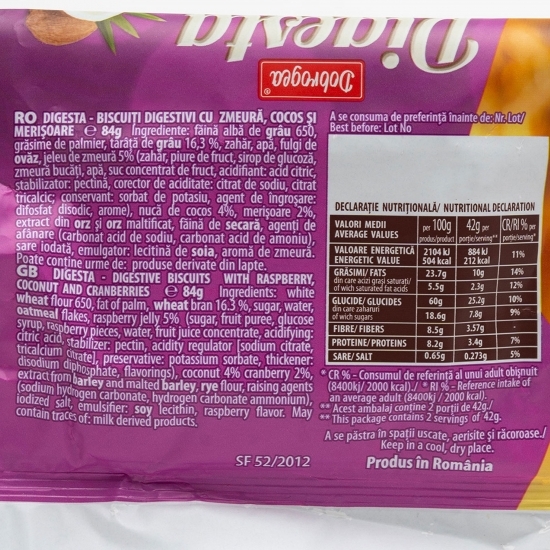 Digesta
Dobrogea®
RO DIGESTA - BISCUIȚI DIGESTIVI CU ZMEURĂ, COCOS ȘI
MERIȘOARE ℮ 84g Ingrediente: făină albă de grâu 650,
grăsime de palmier, tărâță de grâu 16,3 %, zahăr, apă, fulgi de
ovăz, jeleu de zmeură 5% (zahăr, piure de fruct, sirop de glucoză,
zmeură bucăți, apă, suc concentrat de fruct, acidifiant: acid citric,
stabilizator: pectină, corector de aciditate: citrat de sodiu, citrat
tricalcic; conservant: sorbat de potasiu, agent de îngroșare:
difosfat disodic, arome), nucă de cocos 4%, merișoare 2%,
extract din orz și orz maltificat, făină de secară, agenți de
afânare (carbonat de sodiu, carbonat acid de amoniu),
sare iodată, emulgator: lecitină de soia, aromă de zmeură.
Poate conține urme de: produse derivate din lapte.
GB DIGESTA - DIGESTIVE BISCUITS WITH RASPBERRY,
COCONUT AND CRANBERRIES ℮ 84g Ingredients: white
wheat flour 650, fat of palm, wheat bran 16.3 %, sugar, water,
oatmeal flakes, raspberry jelly 5% (sugar, fruit puree, glucose
syrup, raspberry pieces, water, fruit juice concentrate, acidifying:
citric acid, stabilizer: pectin, acidity regulator [sodium citrate,
tricalcium citrate], preservative: potassium sorbate, thickener:
disodium diphosphate, flavorings), coconut 4% cranberry 2%,
extract from barley and malted barley, rye flour, raising agents
(sodium hydrogen carbonate, hydrogen carbonate ammonium),
iodized salt, emulsifier: soy lecithin, raspberry flavor. May
contain traces of: milk derived products.
SF 52/2012
A se consuma de preferință înainte de: Nr. Lot/
Best before: Lot No
DECLARAȚIE NUTRIȚIONALĂ/ NUTRITIONAL DECLARATION
VALORI MEDII per 100g 42g per CR/RI % per
AVERAGE VALUES produs/product porție/serving** porție/serving*
VALOARE ENERGETICĂ 2104 kJ 884 kJ 11%
ENERGETIC VALUE 504 kcal 212 kcal
GRĂSIMI/ FATS 23.7g 10g 14%
din care acizi grași saturați/ 5.5g 2.3g 12%
of wich saturated fat acids
GLUCIDE/ GLUCIDES 60g 25.2g 10%
din care zaharuri 18.6g 7.8g 9%
of wich sugars
FIBRE/ FIBERS 8.5g 3.57g -
PROTEINE/PROTEINS 8.2g 3.4g 7%
SARE/ SALT 0.65g 0.273g 5%
* CR % - Consumul de referință al unui adult obișnuit
(8400kj/ 2000 kcal)./ * RI % - Reference intake of
an average adult (8400kj / 2000 kcal).
** Acest ambalaj conține 2 porții de 42g./
** This package contains 2 servings of 42g.
A se păstra în spații uscate, aerisite și răcoroase./
Keep in a cool, dry place.
Produs în România